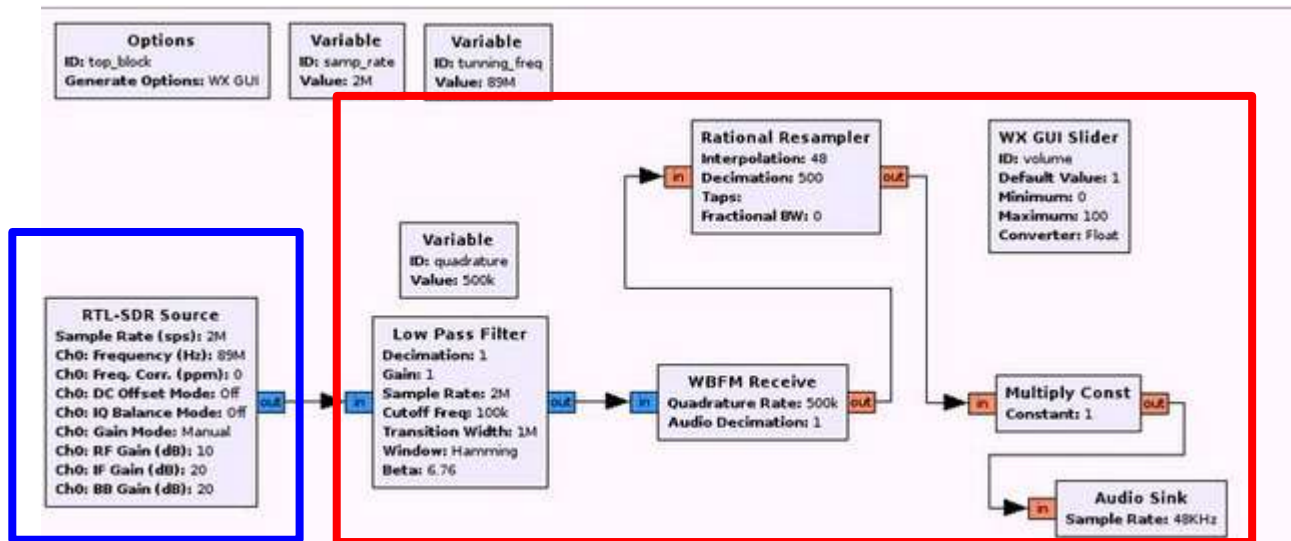 Options
ID: top_block
Generate Options: WX GUI
Variable
ID: samp_rate
Value: 2M
Variable
ID: tunning_freq
Value: 89M
Rational Resampler
Interpolation: 48
Decimation: 500
Taps:
Fractional BW: 0
in
out
WX GUI Slider
ID: volume
Default Value: 1
Minimum: 0
Maximum: 100
Converter: Float
Variable
ID: quadrature
Value: 500k
RTL-SDR Source
Sample Rate (sps): 2M
Ch0: Frequency (Hz): 89M
Ch0: Freq. Corr. (ppm): 0
Ch0: DC Offset Mode: Off
Ch0: IQ Balance Mode: Off
Ch0: Gain Mode: Manual
Ch0: RF Gain (dB): 10
Ch0: IF Gain (dB): 20
Ch0: BB Gain (dB): 20
out
in
Low Pass Filter
Decimation: 1
Gain: 1
Sample Rate: 2M
Cutoff Freq: 100k
Transition Width: 1M
Window: Hamming
Beta: 6.76
out
in
WBFM Receive
Quadrature Rate: 500k
Audio Decimation: 1
out
in
Multiply Const
Constant: 1
out
in
Audio Sink
Sample Rate: 48KHz